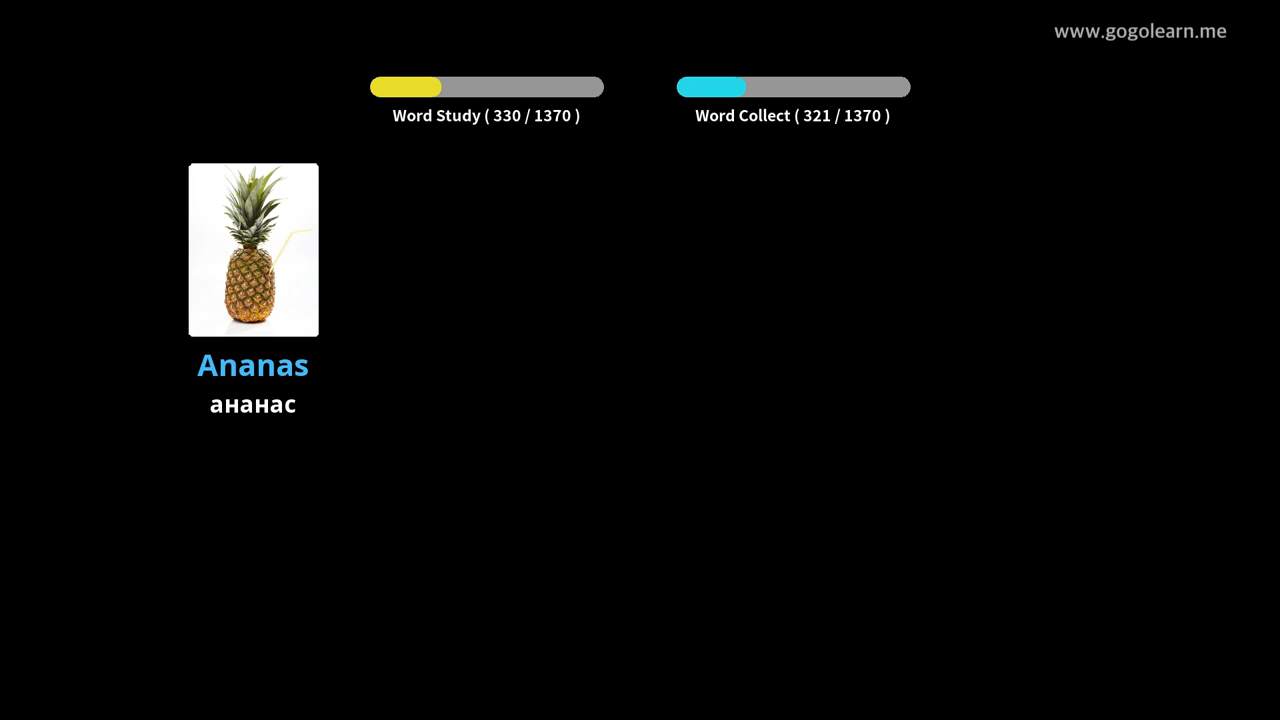 www.gogolearn.me
Word Study ( 330 / 1370 )
Word Collect ( 321 / 1370 )
Ananas
ананас